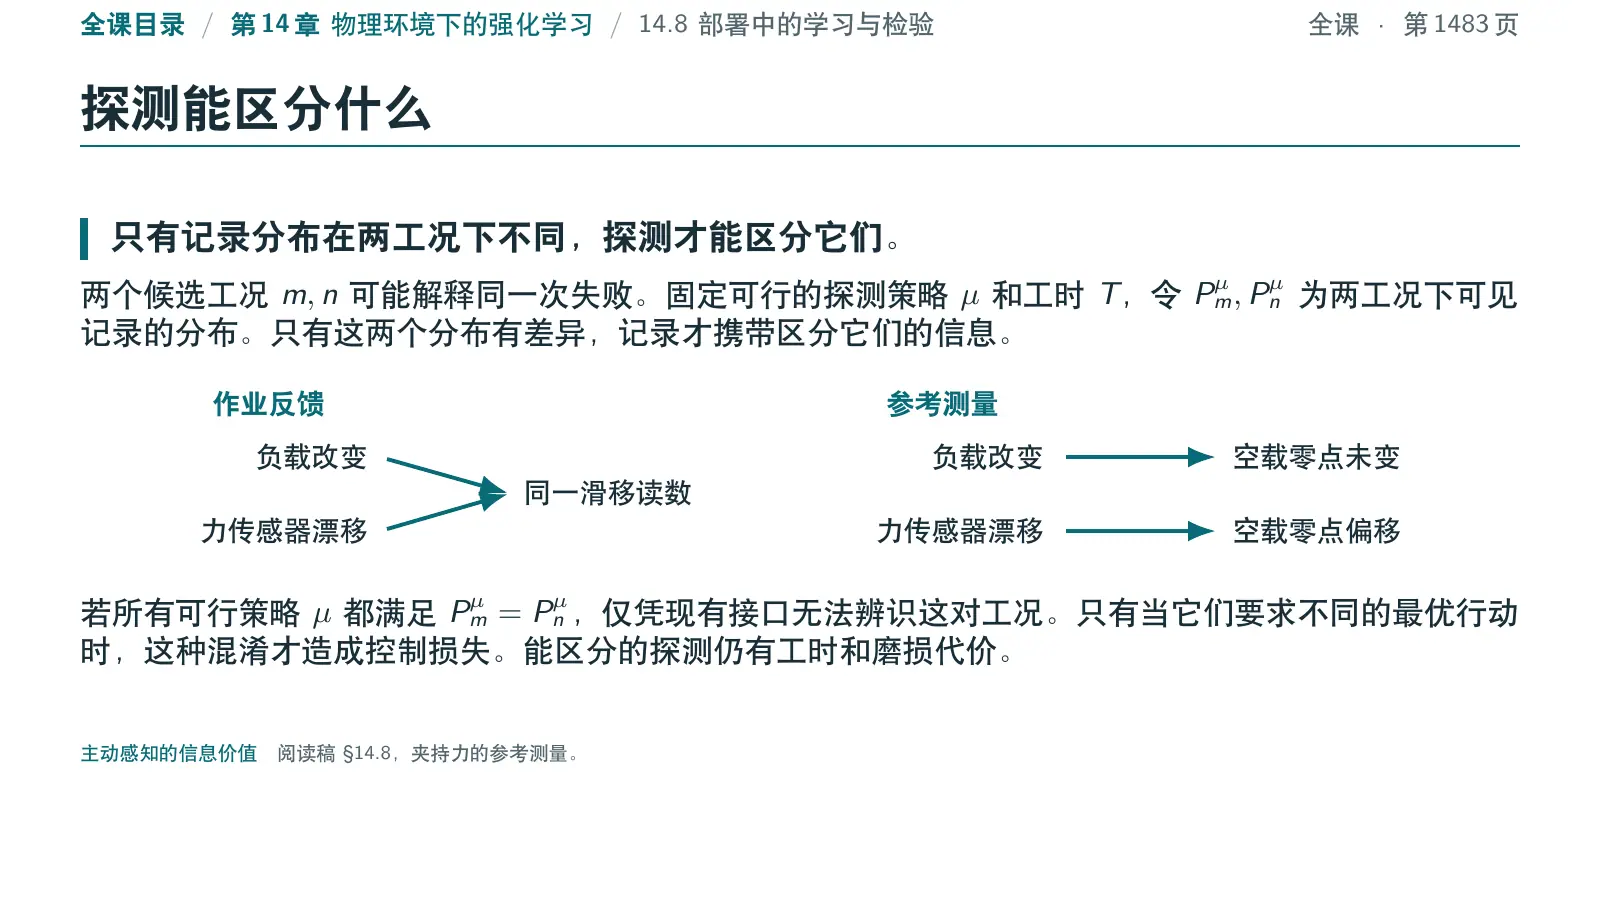 全课目录 / 第14章 物理环境下的强化学习 / 14.8 部署中的学习与检验
全课 · 第1483页
探测能区分什么
只有记录分布在两工况下不同，探测才能区分它们。
两个候选工况 m, n 可能解释同一次失败。固定可行的探测策略 μ 和工时 T，令 P_m^μ, P_n^μ 为两工况下可见
记录的分布。只有这两个分布有差异，记录才携带区分它们的信息。
作业反馈
负载改变
力传感器漂移
同一滑移读数
参考测量
负载改变
空载零点未变
力传感器漂移
空载零点偏移
若所有可行策略 μ 都满足 P_m^μ = P_n^μ，仅凭现有接口无法辨识这对工况。只有当它们要求不同的最优行动
时，这种混淆才造成控制损失。能区分的探测仍有工时和磨损代价。
主动感知的信息价值 阅读稿 §14.8，夹持力的参考测量。